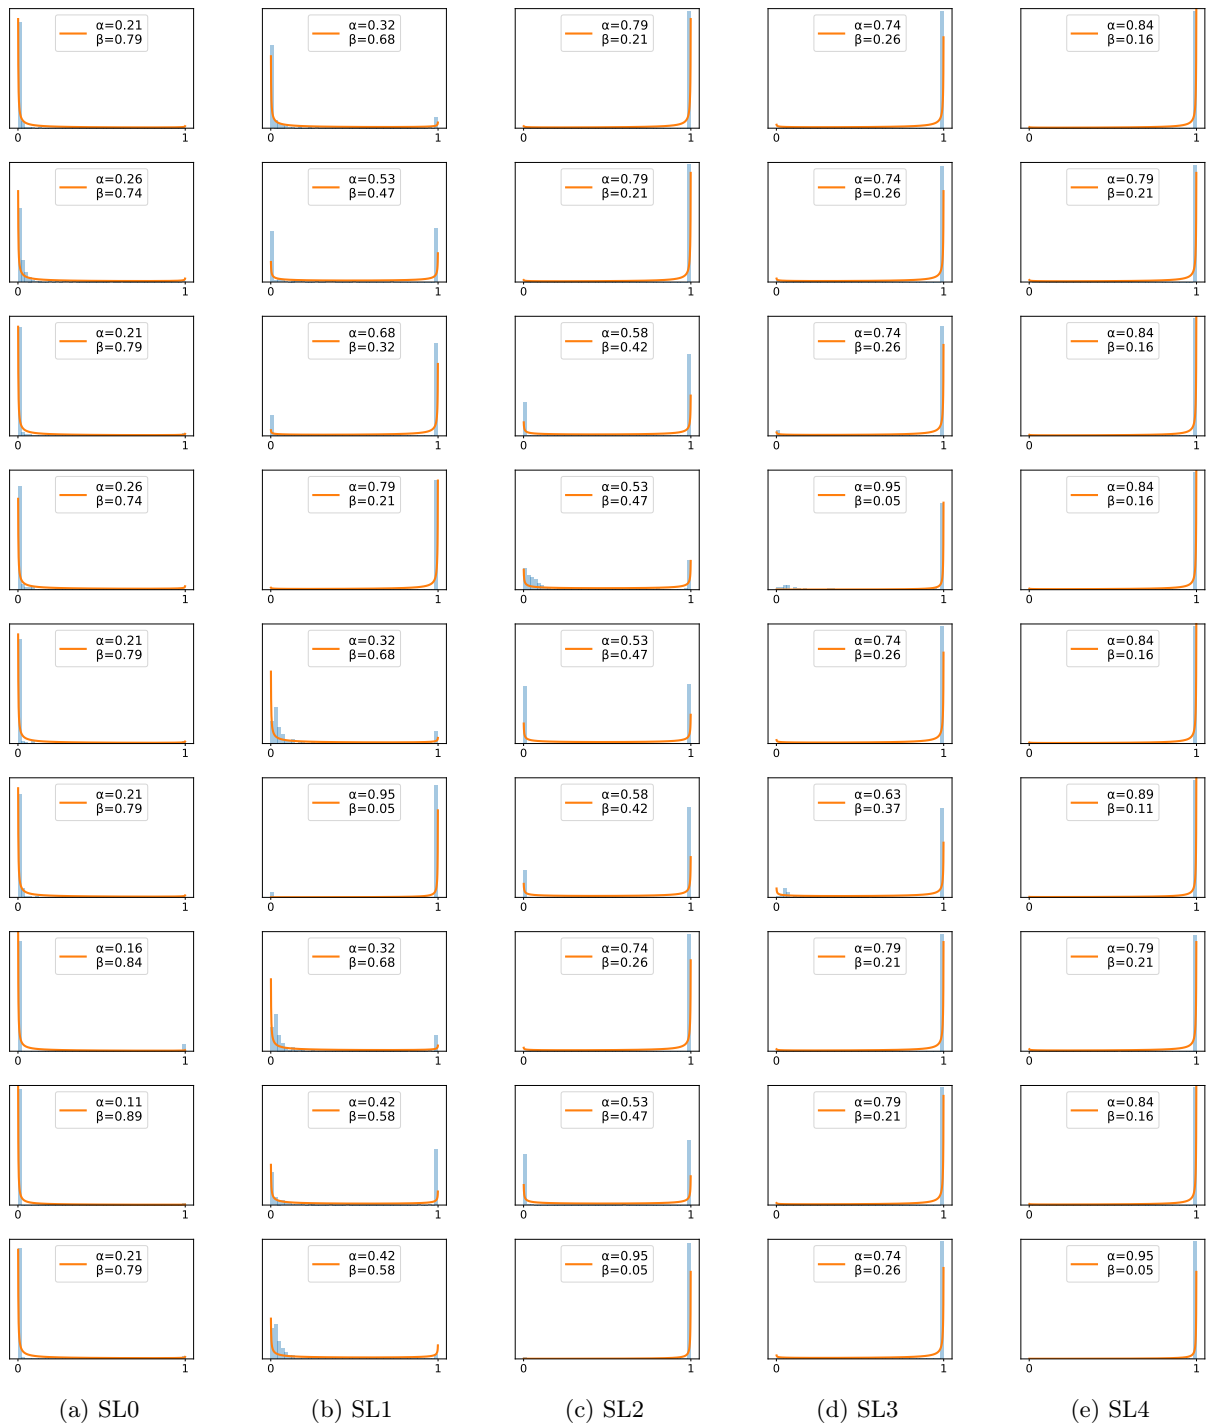 α=0.21
β=0.79
α=0.32
β=0.68
α=0.79
β=0.21
α=0.74
β=0.26
α=0.84
β=0.16
0 1 0 1 0 1 0 1 0 1
α=0.26
β=0.74
α=0.53
β=0.47
α=0.79
β=0.21
α=0.74
β=0.26
α=0.79
β=0.21
0 1 0 1 0 1 0 1 0 1
α=0.21
β=0.79
α=0.68
β=0.32
α=0.58
β=0.42
α=0.74
β=0.26
α=0.84
β=0.16
0 1 0 1 0 1 0 1 0 1
α=0.26
β=0.74
α=0.79
β=0.21
α=0.53
β=0.47
α=0.95
β=0.05
α=0.84
β=0.16
0 1 0 1 0 1 0 1 0 1
α=0.21
β=0.79
α=0.32
β=0.68
α=0.53
β=0.47
α=0.74
β=0.26
α=0.84
β=0.16
0 1 0 1 0 1 0 1 0 1
α=0.21
β=0.79
α=0.95
β=0.05
α=0.58
β=0.42
α=0.63
β=0.37
α=0.89
β=0.11
0 1 0 1 0 1 0 1 0 1
α=0.16
β=0.84
α=0.32
β=0.68
α=0.74
β=0.26
α=0.79
β=0.21
α=0.79
β=0.21
0 1 0 1 0 1 0 1 0 1
α=0.11
β=0.89
α=0.42
β=0.58
α=0.53
β=0.47
α=0.79
β=0.21
α=0.84
β=0.16
0 1 0 1 0 1 0 1 0 1
α=0.21
β=0.79
α=0.42
β=0.58
α=0.95
β=0.05
α=0.74
β=0.26
α=0.95
β=0.05
0 1 0 1 0 1 0 1 0 1
(a) SL0 (b) SL1 (c) SL2 (d) SL3 (e) SL4